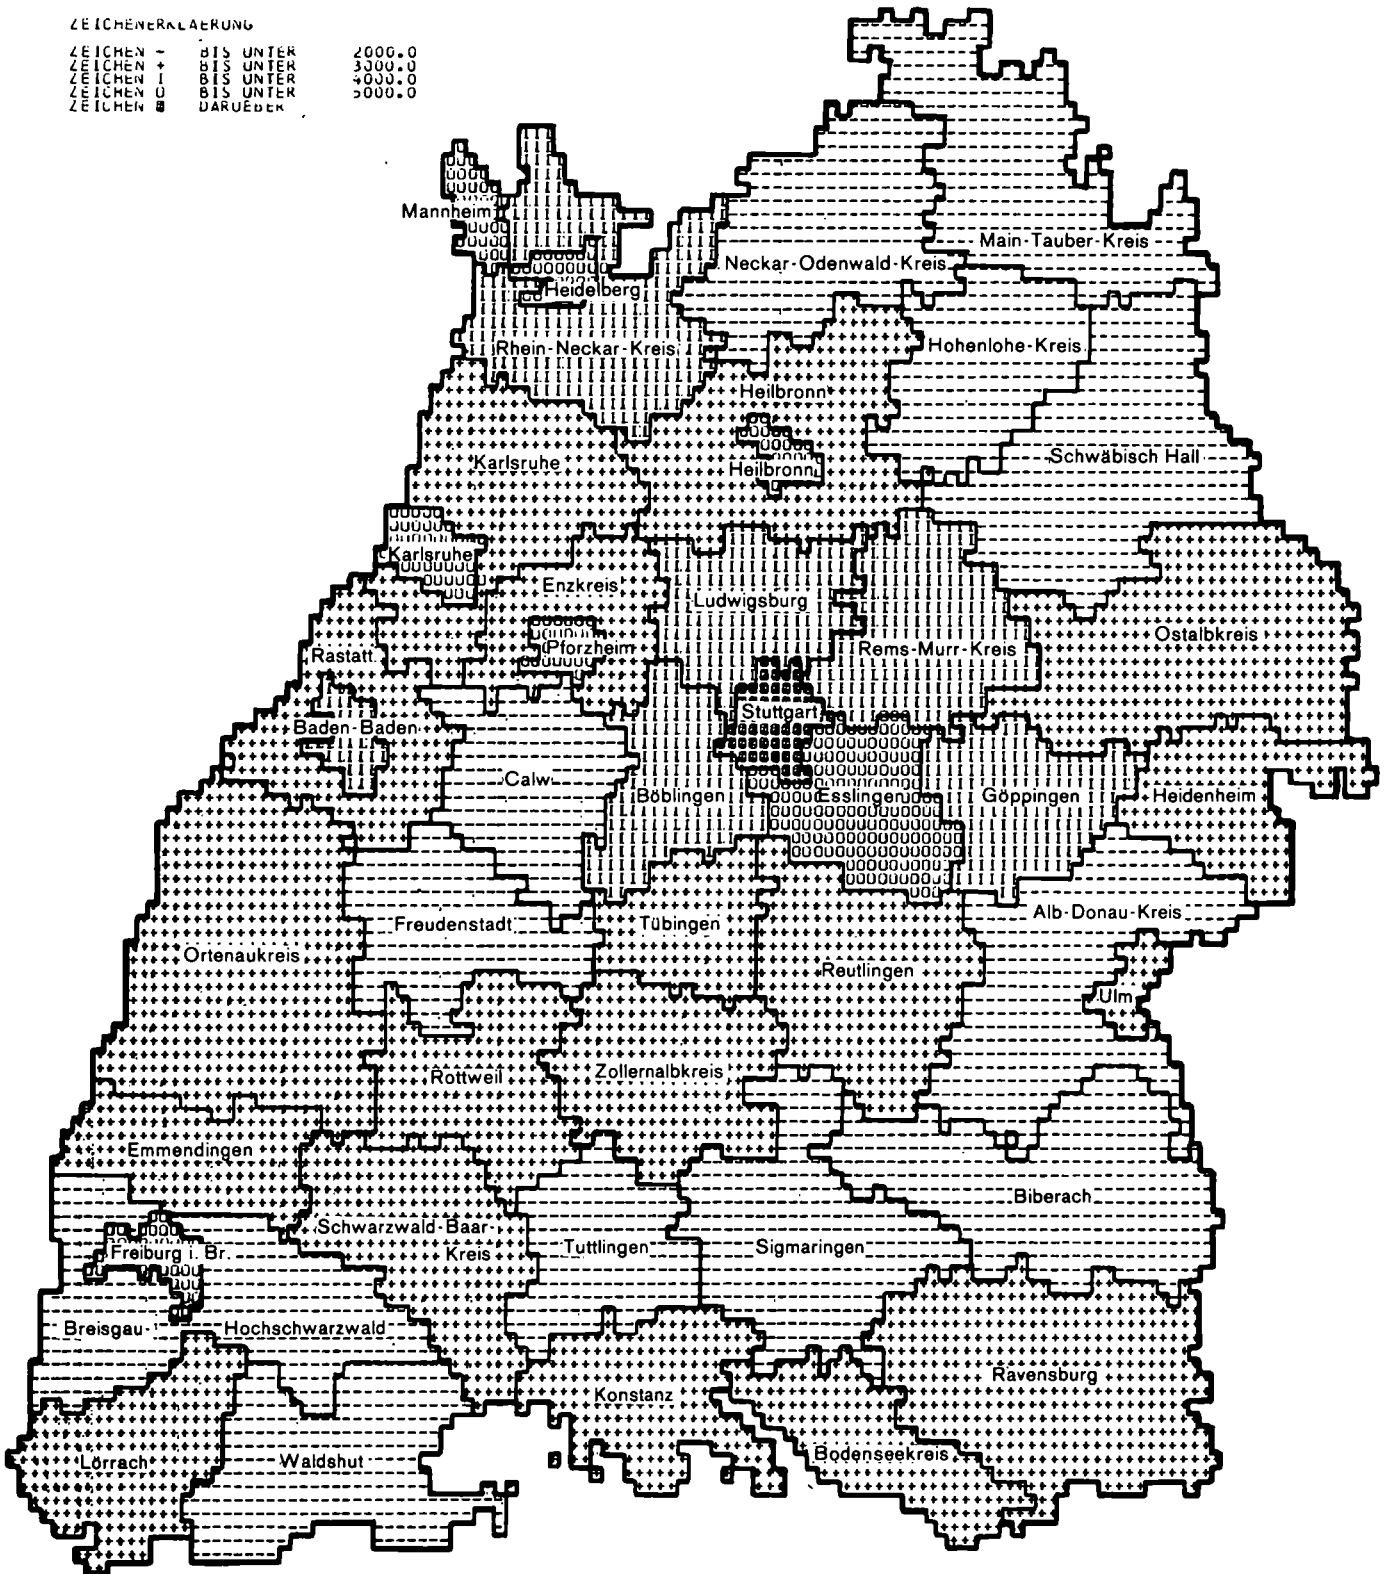 ZEICHENERKLAERUNG
ZEICHEN - BIS UNTER 2000.0
ZEICHEN + BIS UNTER 3000.0
ZEICHEN I BIS UNTER 4000.0
ZEICHEN O BIS UNTER 5000.0
ZEICHEN DARUEBER
Mannheim
Main-Tauber-Kreis
Neckar-Odenwald-Kreis
Heidelberg
Rhein-Neckar-Kreis
Hohenlohe-Kreis
Heilbronn
Karlsruhe
Heilbronn
Schwäbisch Hall
Karlsruhe
Enzkreis
Ludwigsburg
Ostalbkreis
Pforzheim
Rems-Murr-Kreis
Rastatt
Stuttgart
Baden-Baden
Calw
Böblingen
Esslingen
Göppingen
Heidenheim
Freudenstadt
Tübingen
Alb-Donau-Kreis
Ortenaukreis
Reutlingen
Ulm
Rottweil
Zollernalbkreis
Emmendingen
Biberach
Schwarzwald-Baar-
Kreis
Tuttlingen
Sigmaringen
Freiburg i. Br.
Breisgau-
Hochschwarzwald
Ravensburg
Konstanz
Lörrach
Waldshut
Bodenseekreis